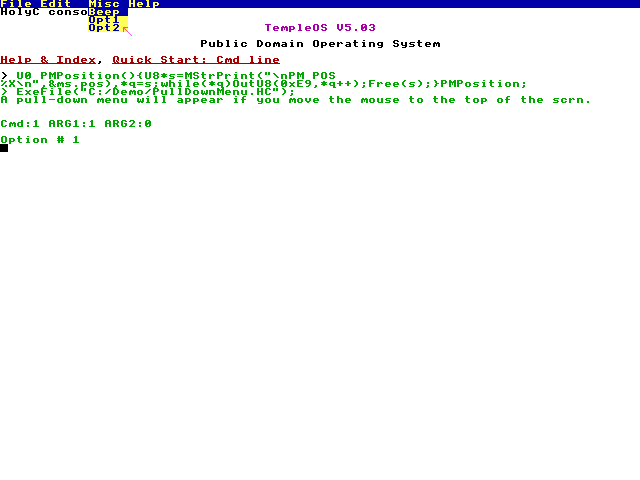 File Edit  Misc Help
HolyC conso Beep
Opt1
Opt2
TempleOS V5.03
Public Domain Operating System
Help & Index, Quick Start: Cmd line
> U0 PMPosition(){U8*s=MStrPrint("\nPM_POS
%X\n",&ms.pos),*q=s;while(*q)OutU8(0xE9,*q++);Free(s);}PMPosition;
> ExeFile("C:/Demo/PullDownMenu.HC");
A pull-down menu will appear if you move the mouse to the top of the scrn.
Cmd:1 ARG1:1 ARG2:0
Option # 1